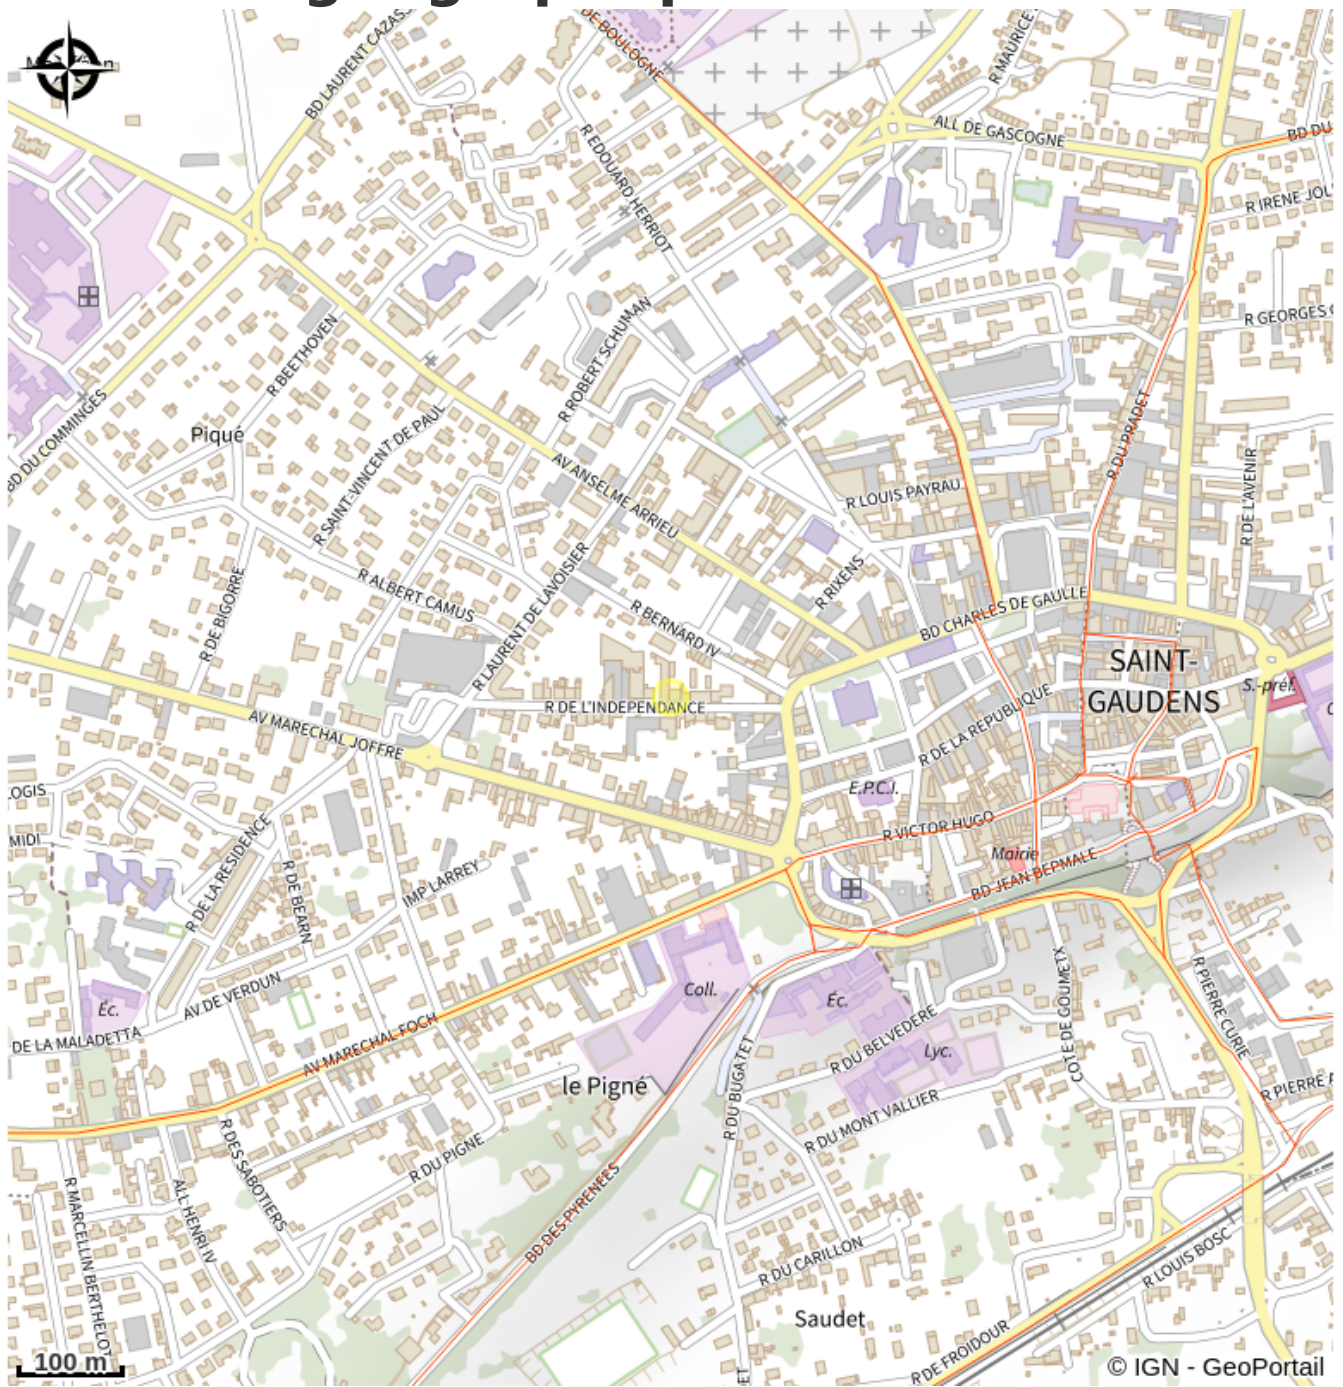 DE BOULOGNE
BD LAURENT CAZASS
R MAURICE
R EDOUARD HERRIOT
ALL DE GASCOGNE
BD DU
R IRENE JOL
R GEORGES
R BEETHOVEN
R ROBERT SCHUMAN
BD DU COMMINGES
Piqué
R SAINT-VINCENT DE PAUL
R DU PRADET
AV ANSELME ARRIEU
R LOUIS PAYRAU
R DE L'AVENIR
R DE BIGORRE
R ALBERT CAMUS
R LAURENT DE LAVOISIER
R BERNARD IV
R RIXENS
BD CHARLES DE GAULLE
SAINT-
GAUDENS
S.-préf.
R DE L'INDEPENDANCE
R DE LA REPUBLIQUE
AV MARECHAL JOFFRE
E.P.C.I.
LOGIS
MIDI
R VICTOR HUGO
Mairie
BD JEAN BEPMALE
R DE LA RESIDENCE
R DE BEARN
IMP LARREY
Coll.
Éc.
Éc.
AV DE VERDUN
DE LA MALADETTA
AV MARECHAL FOCH
COTE DE GOUMETX
R PIERRE CURIE
R DU BELVEDERE
Lyc.
le Pigné
R DU BUGATET
R DU MONT VALLIER
R PIERRE A
R DES SABOTIERS
R DU PIGNE
ALL HENRI IV
R MARCELLIN BERTHELOT
BD DES PYRENEES
R DU CARILLON
R LOUIS BOSC
Saudet
R DE FROIDOUR
ET
100 m
© IGN - GeoPortail